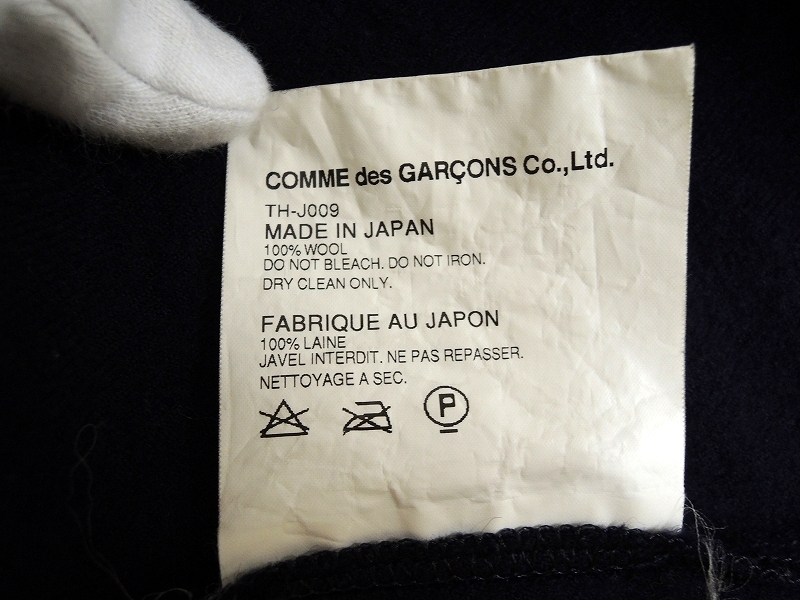 COMME des GARÇONS Co.,Ltd.
TH-J009
MADE IN JAPAN
100% WOOL
DO NOT BLEACH. DO NOT IRON.
DRY CLEAN ONLY.
FABRIQUE AU JAPON
100% LAINE
JAVEL INTERDIT. NE PAS REPASSER.
NETTOYAGE A SEC.
P